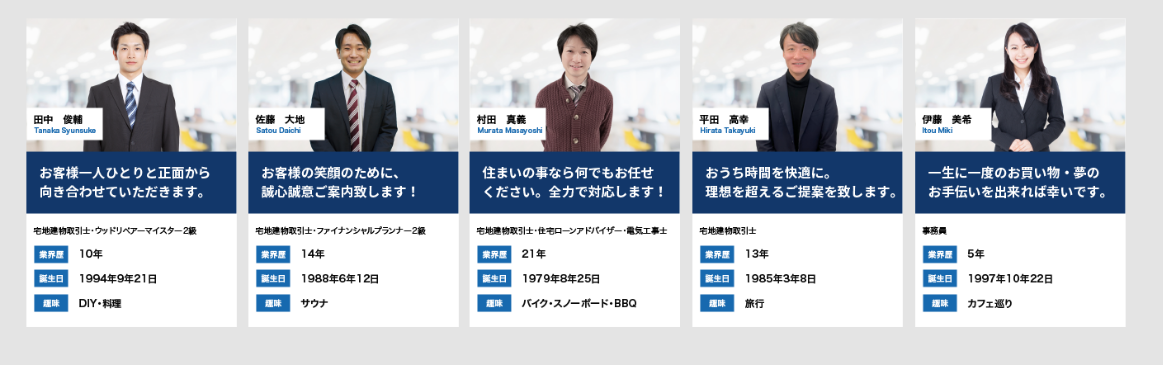 田中　俊輔
Tanaka Syunsuke
お客様一人ひとりと正面から
向き合わせていただきます。
宅地建物取引士・ウッドリペアーマイスター2級
業界歴 10年
誕生日 1994年9月21日
趣味 DIY・料理
佐藤　大地
Satou Daichi
お客様の笑顔のために、
誠心誠意ご案内致します！
宅地建物取引士・ファイナンシャルプランナー2級
業界歴 14年
誕生日 1988年6年12日
趣味 サウナ
村田　真義
Murata Masayoshi
住まいの事なら何でもお任せ
ください。全力で対応します！
宅地建物取引士・住宅ローンアドバイザー・電気工事士
業界歴 21年
誕生日 1979年8年25日
趣味 バイク・スノーボード・BBQ
平田　高幸
Hirata Takayuki
おうち時間を快適に。
理想を超えるご提案を致します。
宅地建物取引士
業界歴 13年
誕生日 1985年3年8日
趣味 旅行
伊藤　美希
Itou Miki
一生に一度のお買い物・夢の
お手伝いを出来れば幸いです。
事務員
業界歴 5年
誕生日 1997年10年22日
趣味 カフェ巡り